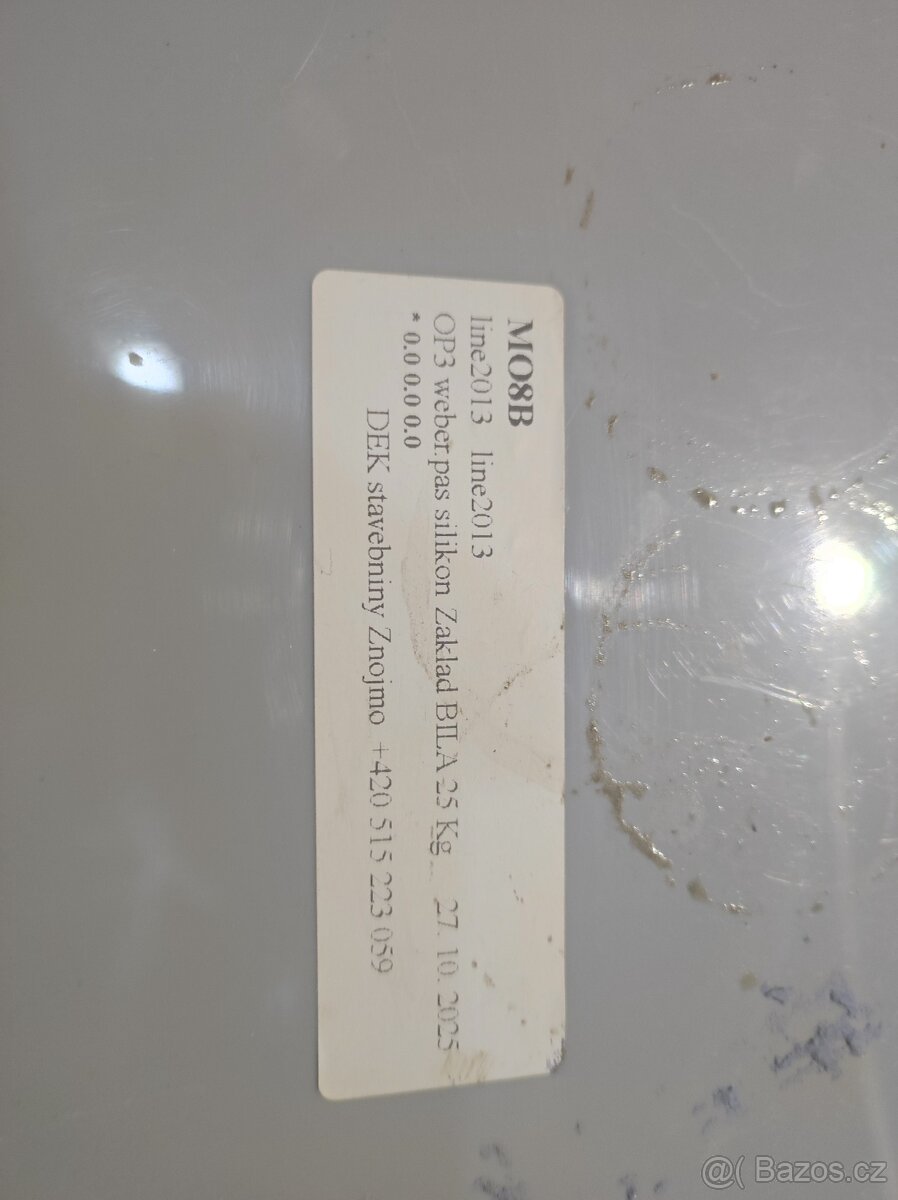 MO8B
line2013 line2013
OP3 weber.pas silikon Zaklad BILA 25 Kg 27. 10. 2025
* 0.0 0.0 0.0
DEK stavebniny Znojmo +420 515 223 059
@( Bazos.cz